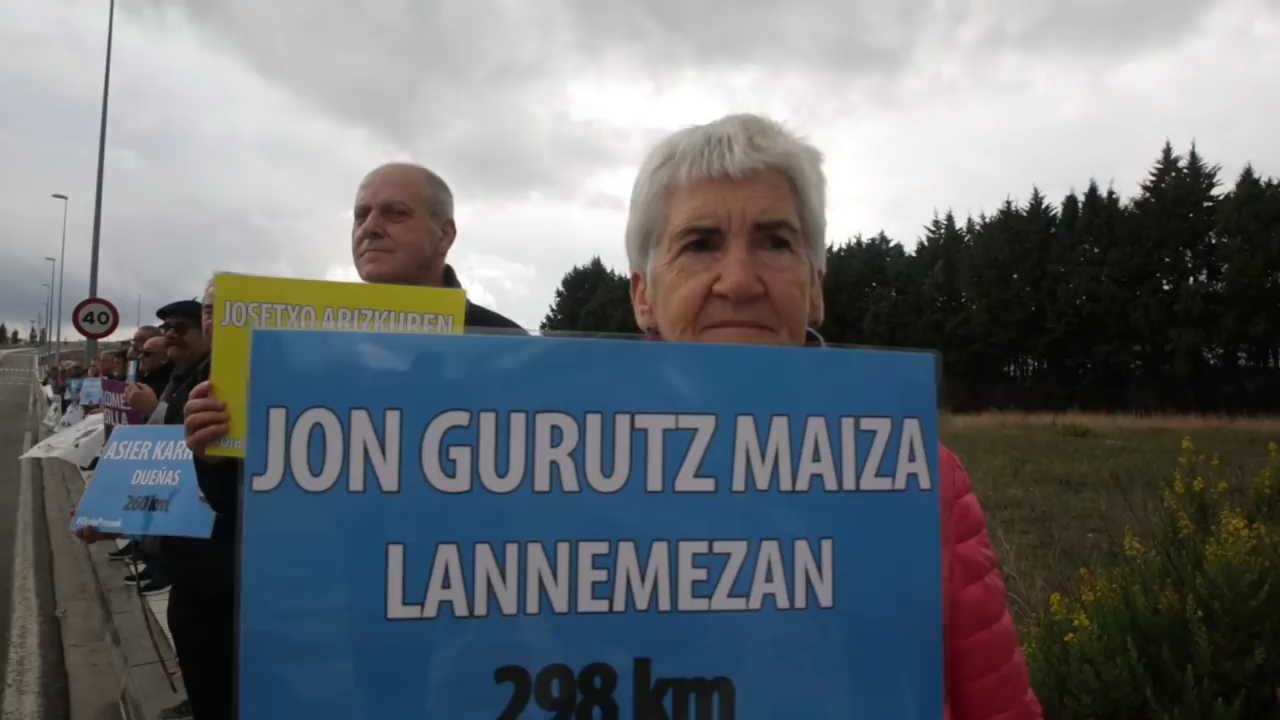 40
JOSETXO ARIZKUREN
JON GURUTZ MAIZA
LANNEMEZAN
298 km
ASIER KARR
DUEÑAS
260 km